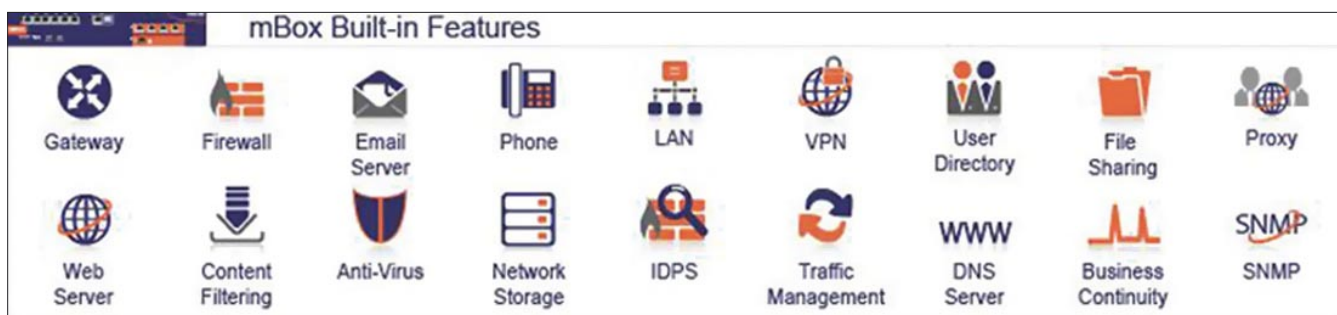 mBox Built-in Features
Gateway
Firewall
Email
Server
Phone
LAN
VPN
User
Directory
File
Sharing
Proxy
Web
Server
Content
Filtering
Anti-Virus
Network
Storage
IDPS
Traffic
Management
WWW
DNS
Server
Business
Continuity
SNMP
SNMP